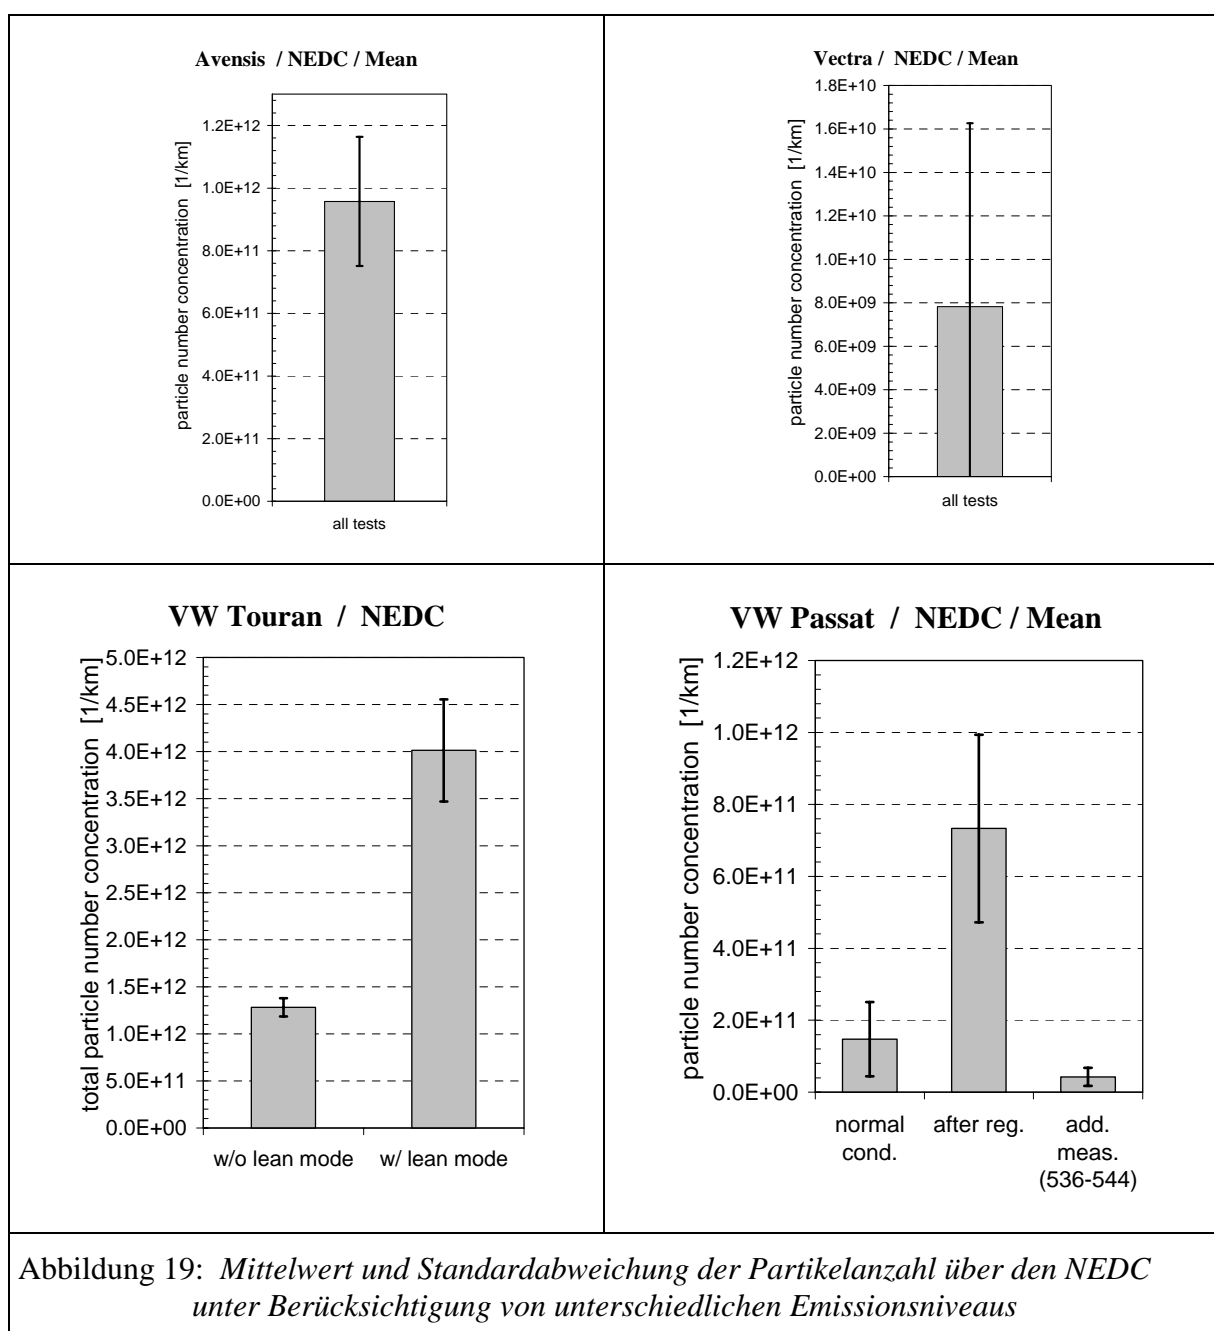 Avensis / NEDC / Mean
particle number concentration [1/km]
1.2E+12
1.0E+12
8.0E+11
6.0E+11
4.0E+11
2.0E+11
0.0E+00
all tests
Vectra / NEDC / Mean
particle number concentration [1/km]
1.8E+10
1.6E+10
1.4E+10
1.2E+10
1.0E+10
8.0E+09
6.0E+09
4.0E+09
2.0E+09
0.0E+00
all tests
VW Touran / NEDC
total particle number concentration [1/km]
5.0E+12
4.5E+12
4.0E+12
3.5E+12
3.0E+12
2.5E+12
2.0E+12
1.5E+12
1.0E+12
5.0E+11
0.0E+00
w/o lean mode w/ lean mode
VW Passat / NEDC / Mean
particle number concentration [1/km]
1.2E+12
1.0E+12
8.0E+11
6.0E+11
4.0E+11
2.0E+11
0.0E+00
normal after reg. add.
cond. meas.
(536-544)
Abbildung 19: Mittelwert und Standardabweichung der Partikelanzahl über den NEDC
unter Berücksichtigung von unterschiedlichen Emissionsniveaus